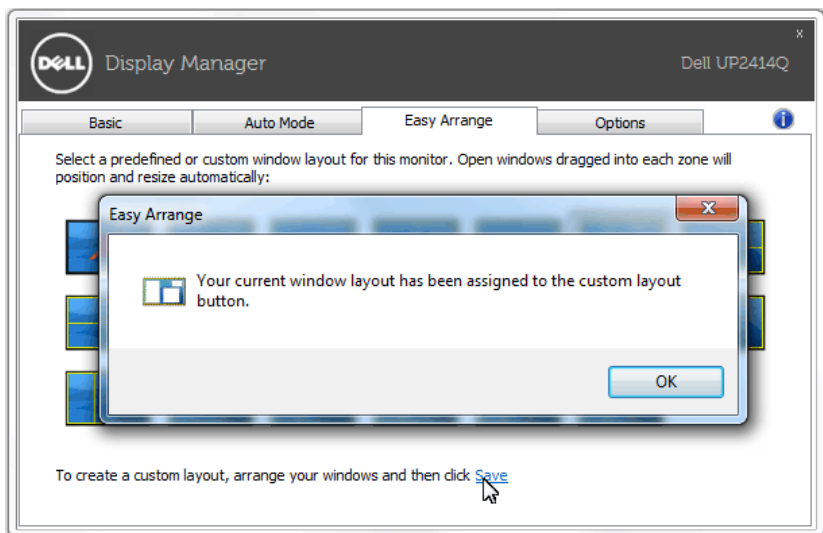 x
DELL
Display Manager
Dell UP2414Q
Basic
Auto Mode
Easy Arrange
Options
i
Select a predefined or custom window layout for this monitor. Open windows dragged into each zone will
position and resize automatically:
Easy Arrange
x
Your current window layout has been assigned to the custom layout
button.
OK
To create a custom layout, arrange your windows and then click Save